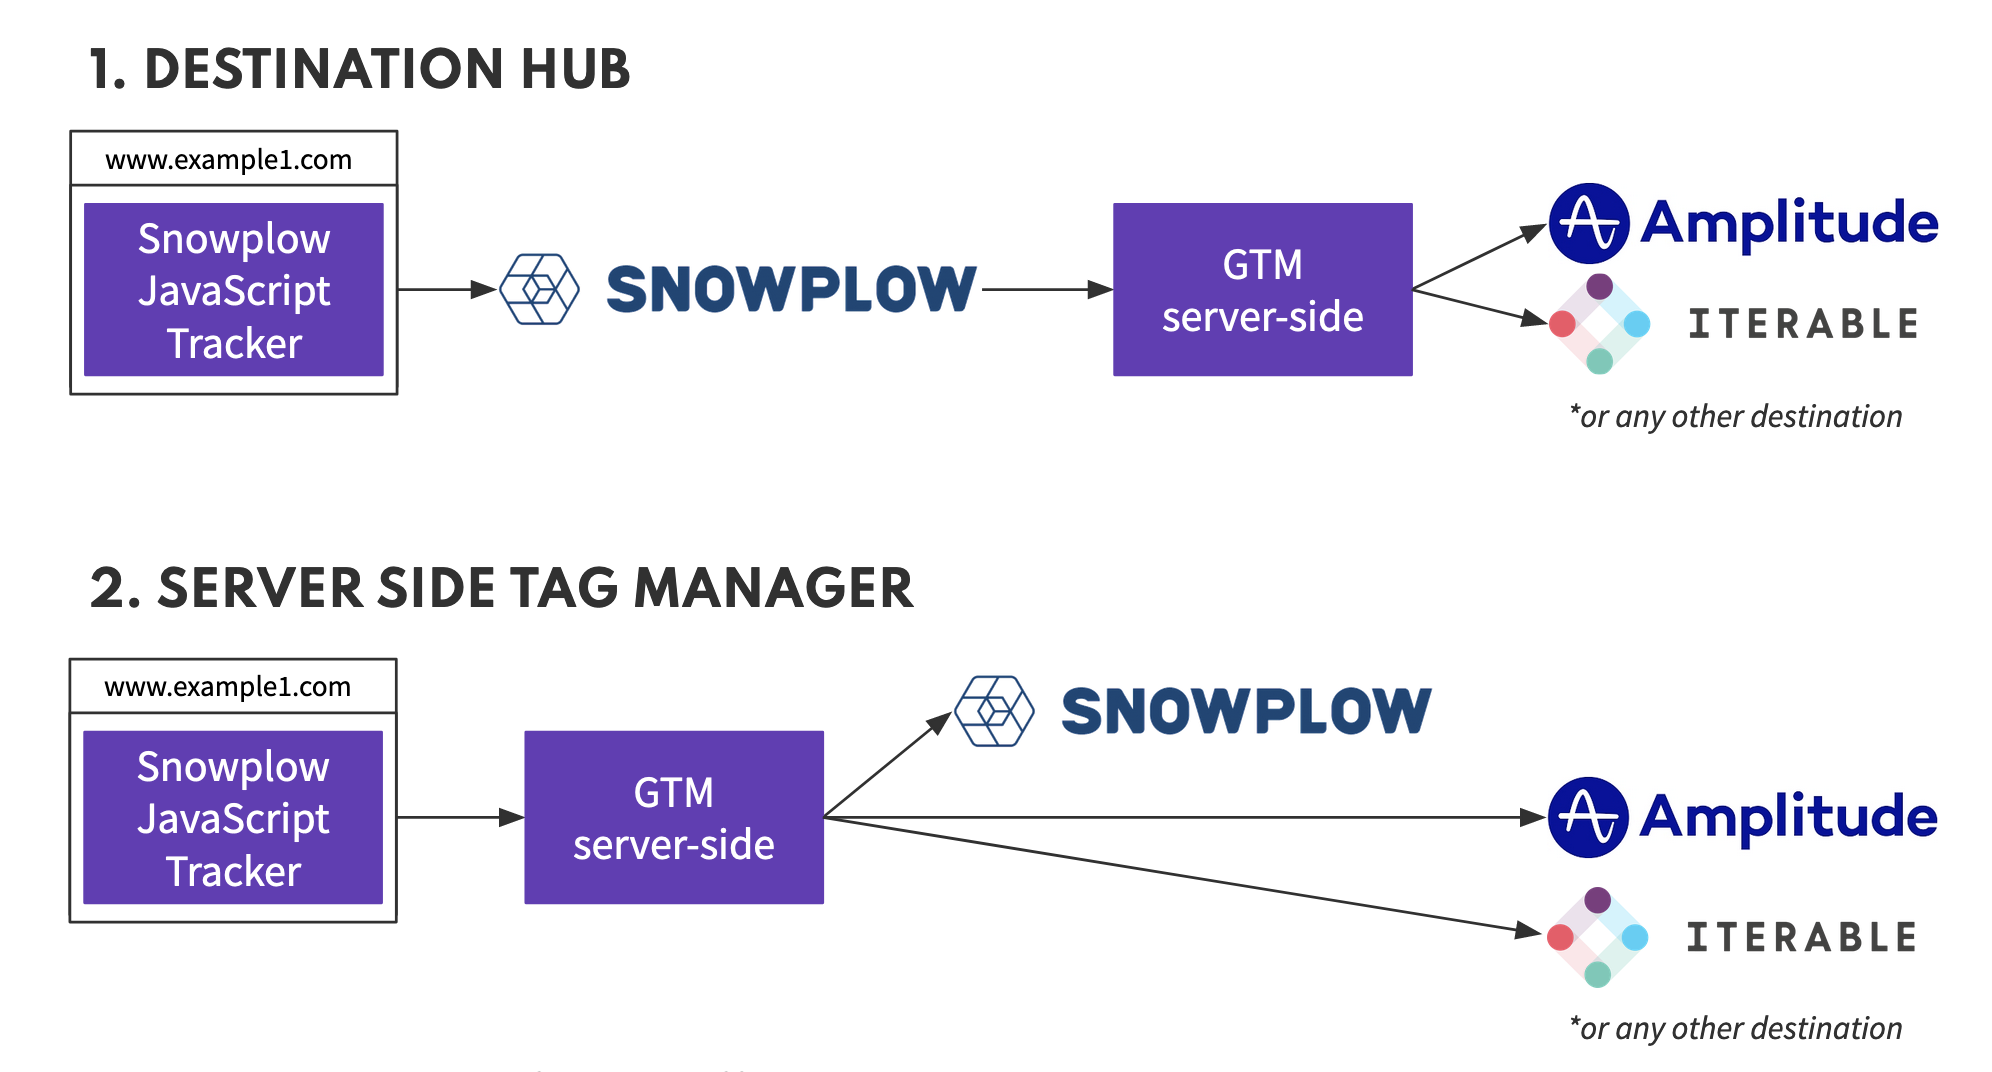 1. DESTINATION HUB
www.example1.com
Snowplow
JavaScript
Tracker
SNOWPLOW
GTM
server-side
Amplitude
ITERABLE
*or any other destination
2. SERVER SIDE TAG MANAGER
www.example1.com
Snowplow
JavaScript
Tracker
GTM
server-side
SNOWPLOW
Amplitude
ITERABLE
*or any other destination